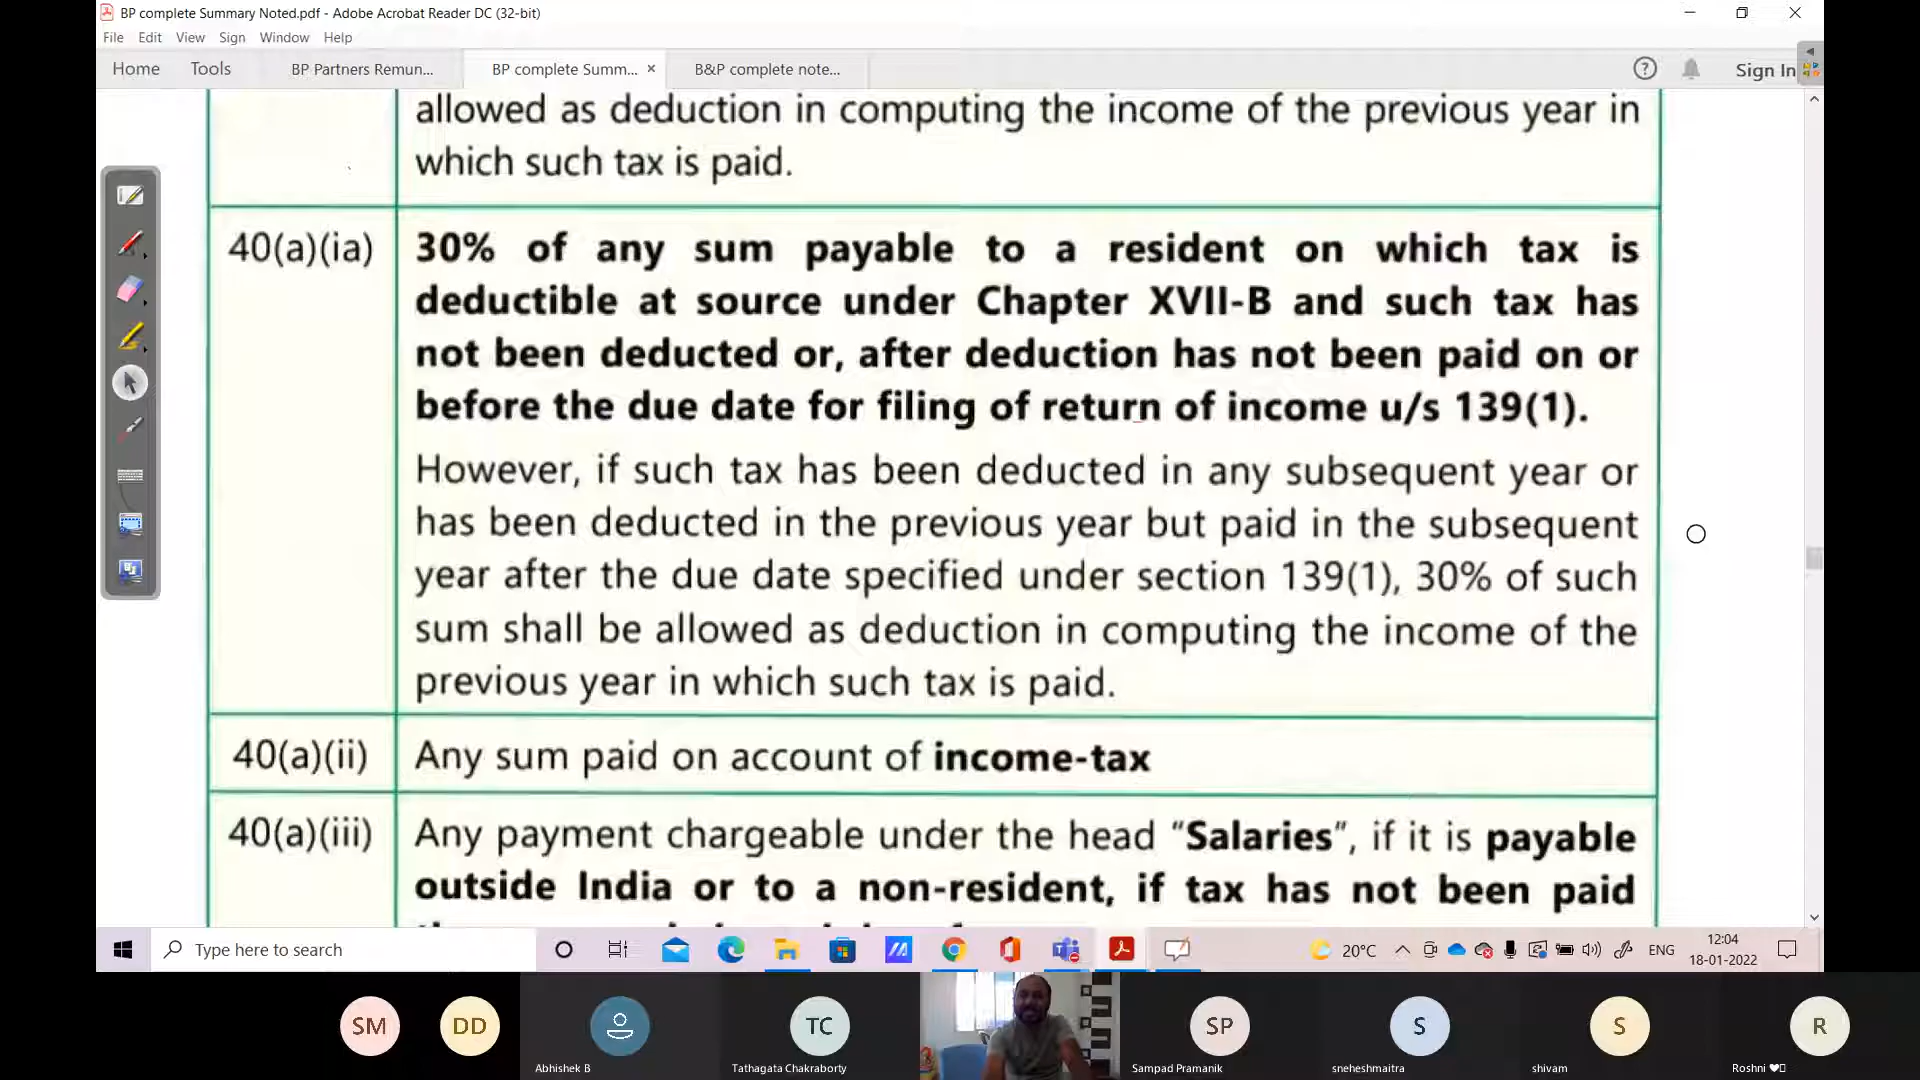 BP complete Summary Noted.pdf - Adobe Acrobat Reader DC (32-bit)
File Edit View Sign Window Help
Home Tools BP Partners Remun... BP complete Summ... × B&P complete note... Sign In
allowed as deduction in computing the income of the previous year in
which such tax is paid.
40(a)(ia) 30% of any sum payable to a resident on which tax is
deductible at source under Chapter XVII-B and such tax has
not been deducted or, after deduction has not been paid on or
before the due date for filing of return of income u/s 139(1).
However, if such tax has been deducted in any subsequent year or
has been deducted in the previous year but paid in the subsequent
year after the due date specified under section 139(1), 30% of such
sum shall be allowed as deduction in computing the income of the
previous year in which such tax is paid.
40(a)(ii) Any sum paid on account of income-tax
40(a)(iii) Any payment chargeable under the head “Salaries”, if it is payable
outside India or to a non-resident, if tax has not been paid
Type here to search 20°C ENG 12:04
18-01-2022
SM DD TC SP S S R
Abhishek B Tathagata Chakraborty Sampad Pramanik sneheshmaitra shivam Roshni ❤